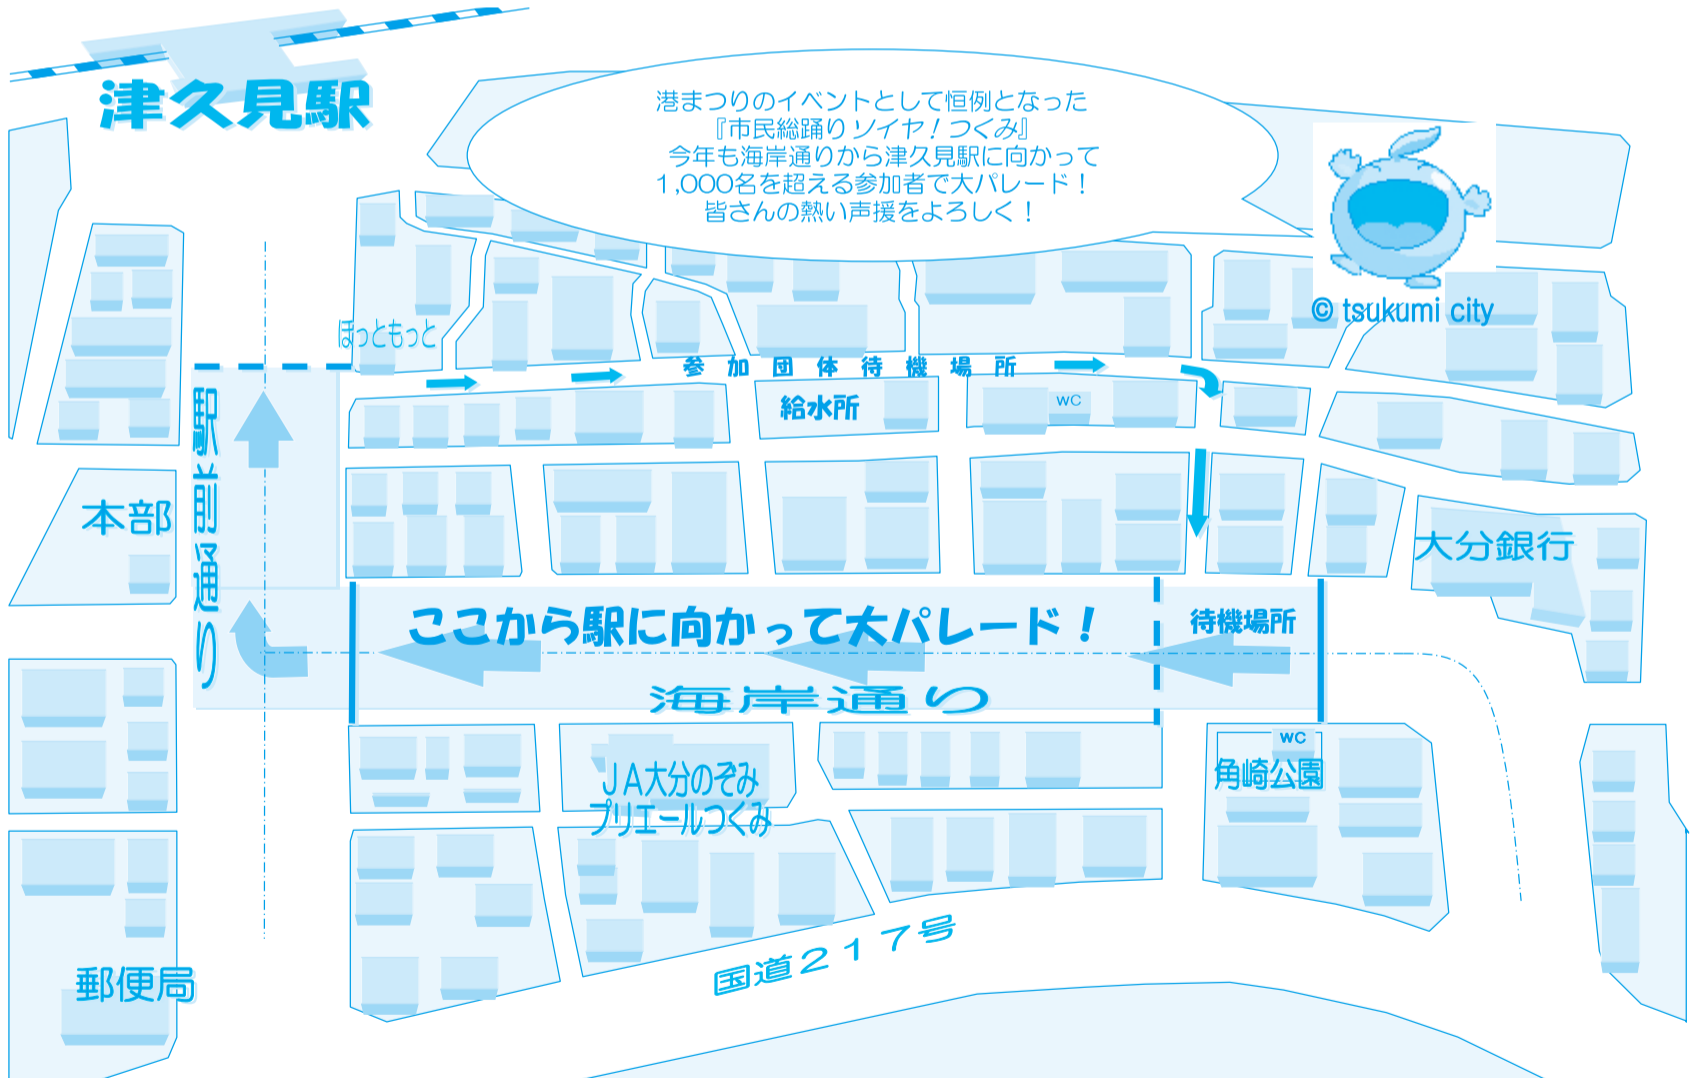 津久見駅
港まつりのイベントとして恒例となった
『市民総踊りソイヤ！つくみ』
今年も海岸通りから津久見駅に向かって
1,000名を超える参加者で大パレード！
皆さんの熱い声援をよろしく！
© tsukumi city
ほっともっと
参加団体待機場所
給水所
WC
駅前通り
本部
大分銀行
ここから駅に向かって大パレード！
待機場所
海岸通り
WC
角崎公園
ＪＡ大分のぞみ
プリエールつくみ
国道２１７号
郵便局